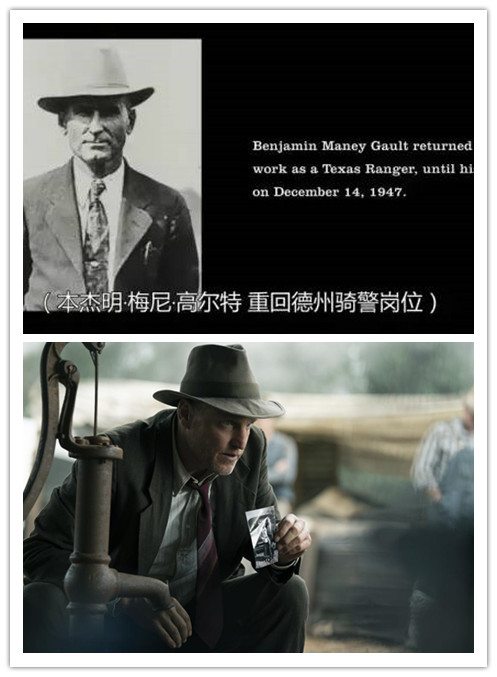 Benjamin Maney Gault returned
work as a Texas Ranger, until
on December 14, 1947.
（本杰明·梅尼·高尔特 重回德州骑警岗位）